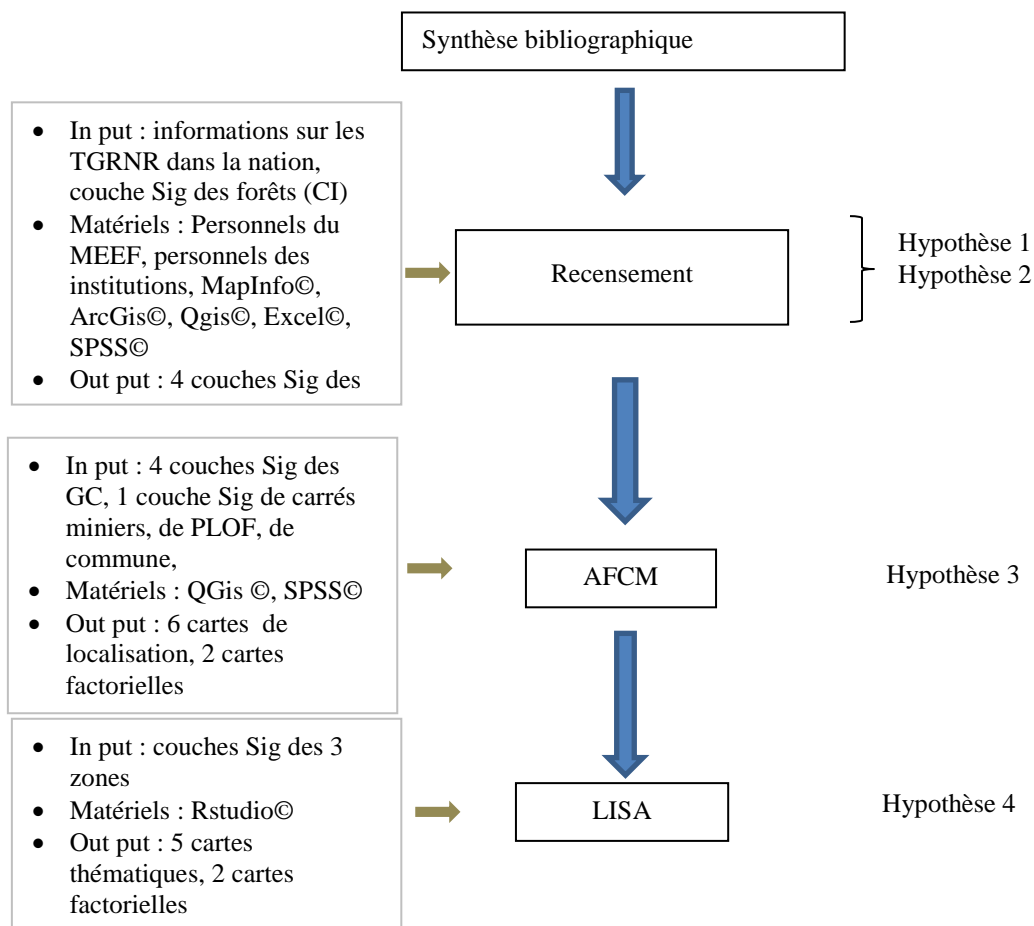 Synthèse bibliographique
• In put : informations sur les
TGRNR dans la nation,
couche Sig des forêts (CI)
• Matériels : Personnels du
MEEF, personnels des
institutions, MapInfo©,
ArcGis©, Qgis©, Excel©,
SPSS©
• Out put : 4 couches Sig des
Recensement
Hypothèse 1
Hypothèse 2
• In put : 4 couches Sig des
GC, 1 couche Sig de carrés
miniers, de PLOF, de
commune,
• Matériels : QGis ©, SPSS©
• Out put : 6 cartes de
localisation, 2 cartes
factorielles
AFCM
Hypothèse 3
• In put : couches Sig des 3
zones
• Matériels : Rstudio©
• Out put : 5 cartes
thématiques, 2 cartes
factorielles
LISA
Hypothèse 4